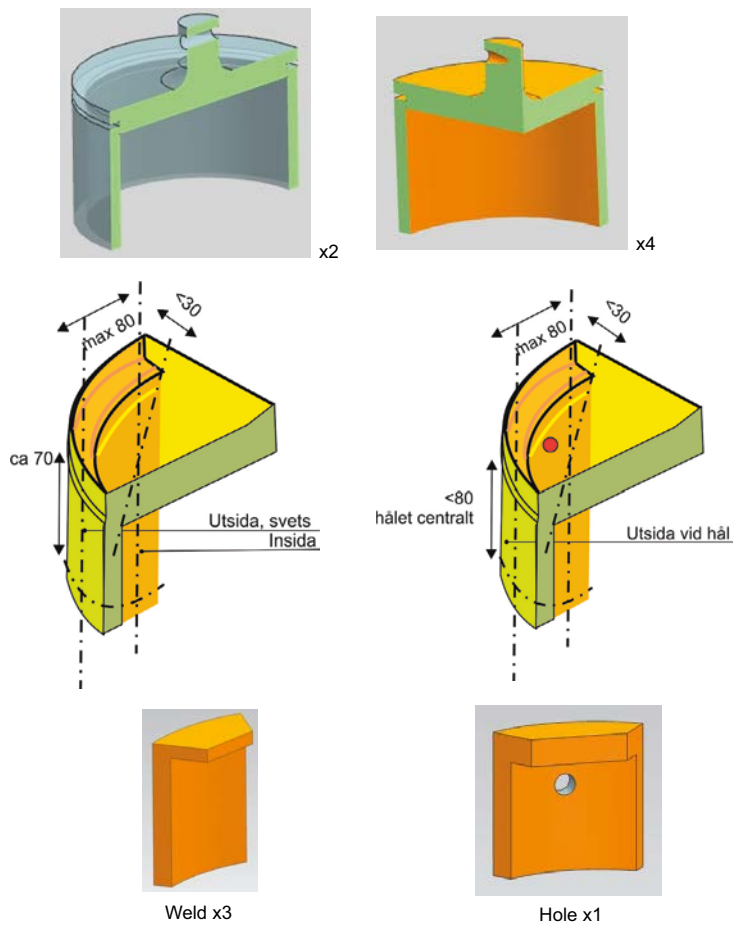 x2
x4
<30
max 80
ca 70
Utsida, svets
Insida
<30
max 80
<80
hålet centralt
Utsida vid hål
Weld x3
Hole x1